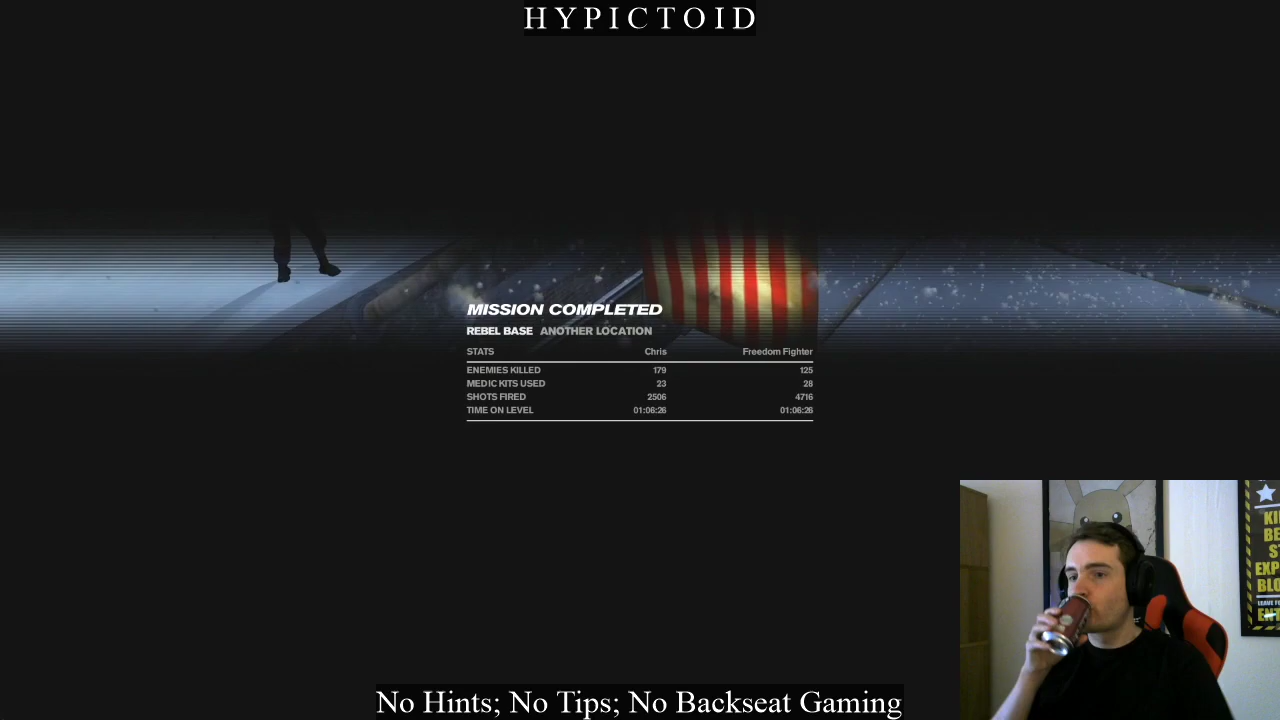 H Y P I C T O I D
MISSION COMPLETED
REBEL BASE ANOTHER LOCATION
STATS Chris Freedom Fighter
ENEMIES KILLED 179 125
MEDIC KITS USED 23 28
SHOTS FIRED 2506 4716
TIME ON LEVEL 01:06:26 01:06:26
No Hints; No Tips; No Backseat Gaming